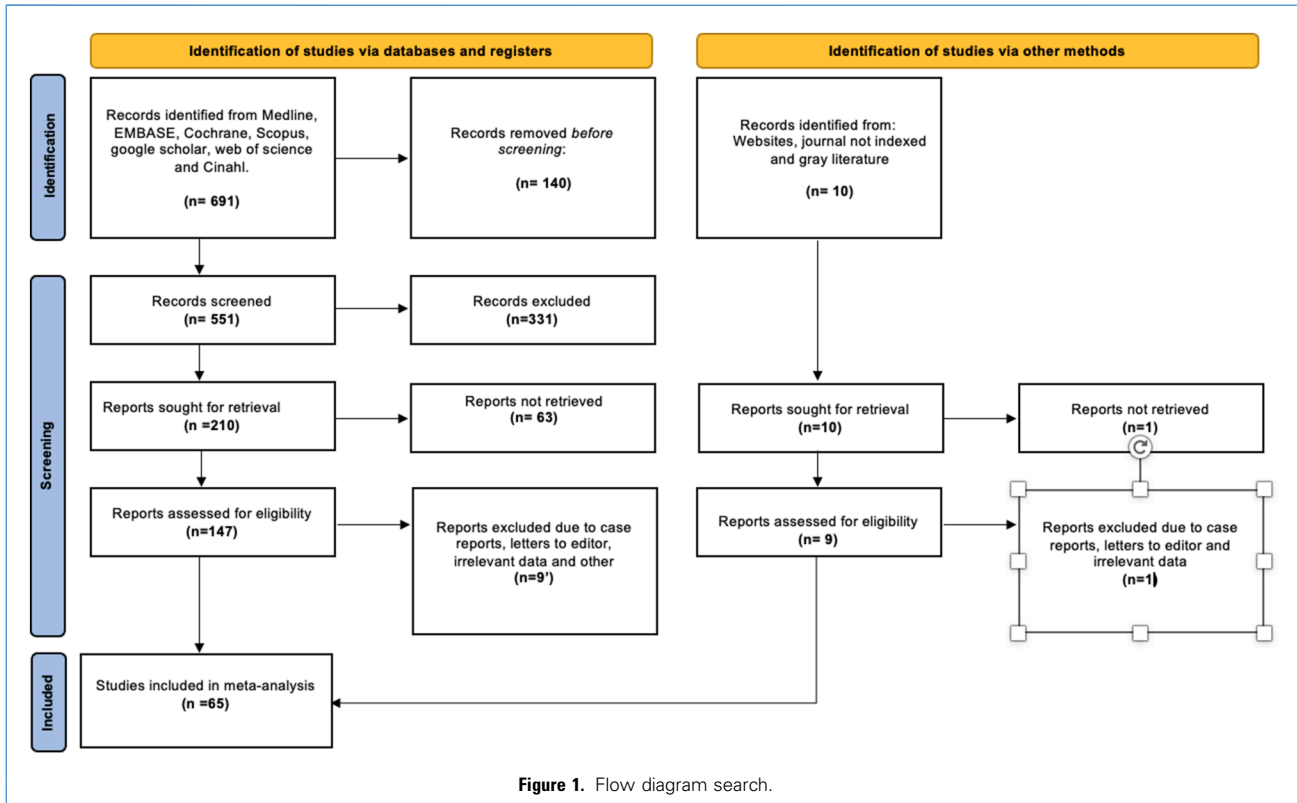 Identification of studies via databases and registers
Identification of studies via other methods
Identification
Records identified from Medline,
EMBASE, Cochrane, Scopus,
google scholar, web of science
and Cinahl.
(n= 691)
Records removed before
screening:
(n= 140)
Records identified from:
Websites, journal not indexed
and gray literature
(n= 10)
Screening
Records screened
(n= 551)
Records excluded
(n=331)
Reports sought for retrieval
(n =210)
Reports not retrieved
(n= 63)
Reports sought for retrieval
(n=10)
Reports not retrieved
(n=1)
Reports assessed for eligibility
(n=147)
Reports excluded due to case
reports, letters to editor,
irrelevant data and other
(n=9’)
Reports assessed for eligibility
(n= 9)
Reports excluded due to case
reports, letters to editor and
irrelevant data
(n=1)
Included
Studies included in meta-analysis
(n =65)
Figure 1. Flow diagram search.